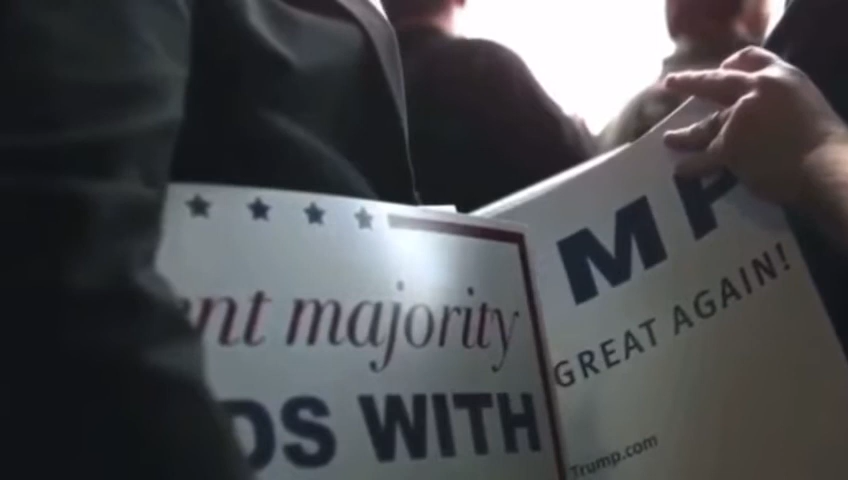 nt majority
DS WITH
MP
GREAT AGAIN!
Trump.com